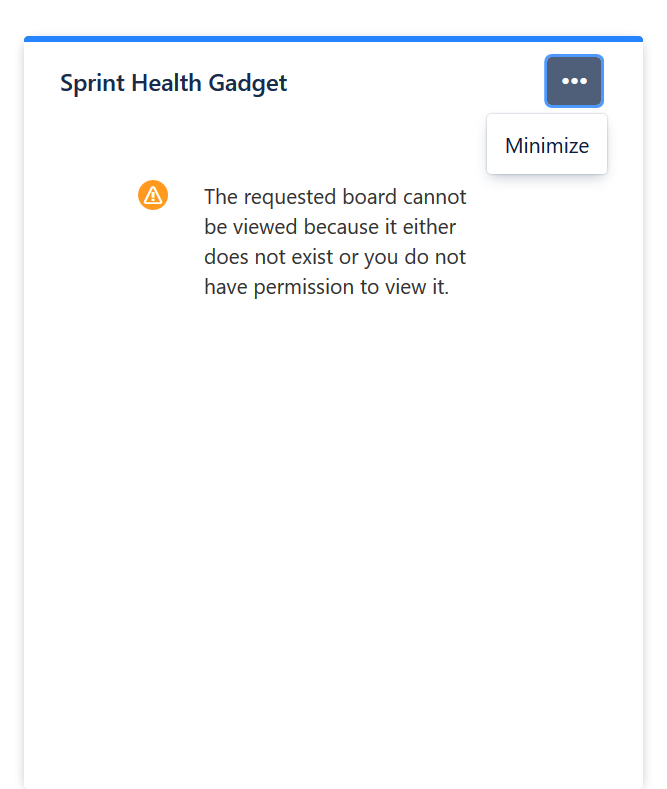 Sprint Health Gadget
Minimize
The requested board cannot
be viewed because it either
does not exist or you do not
have permission to view it.